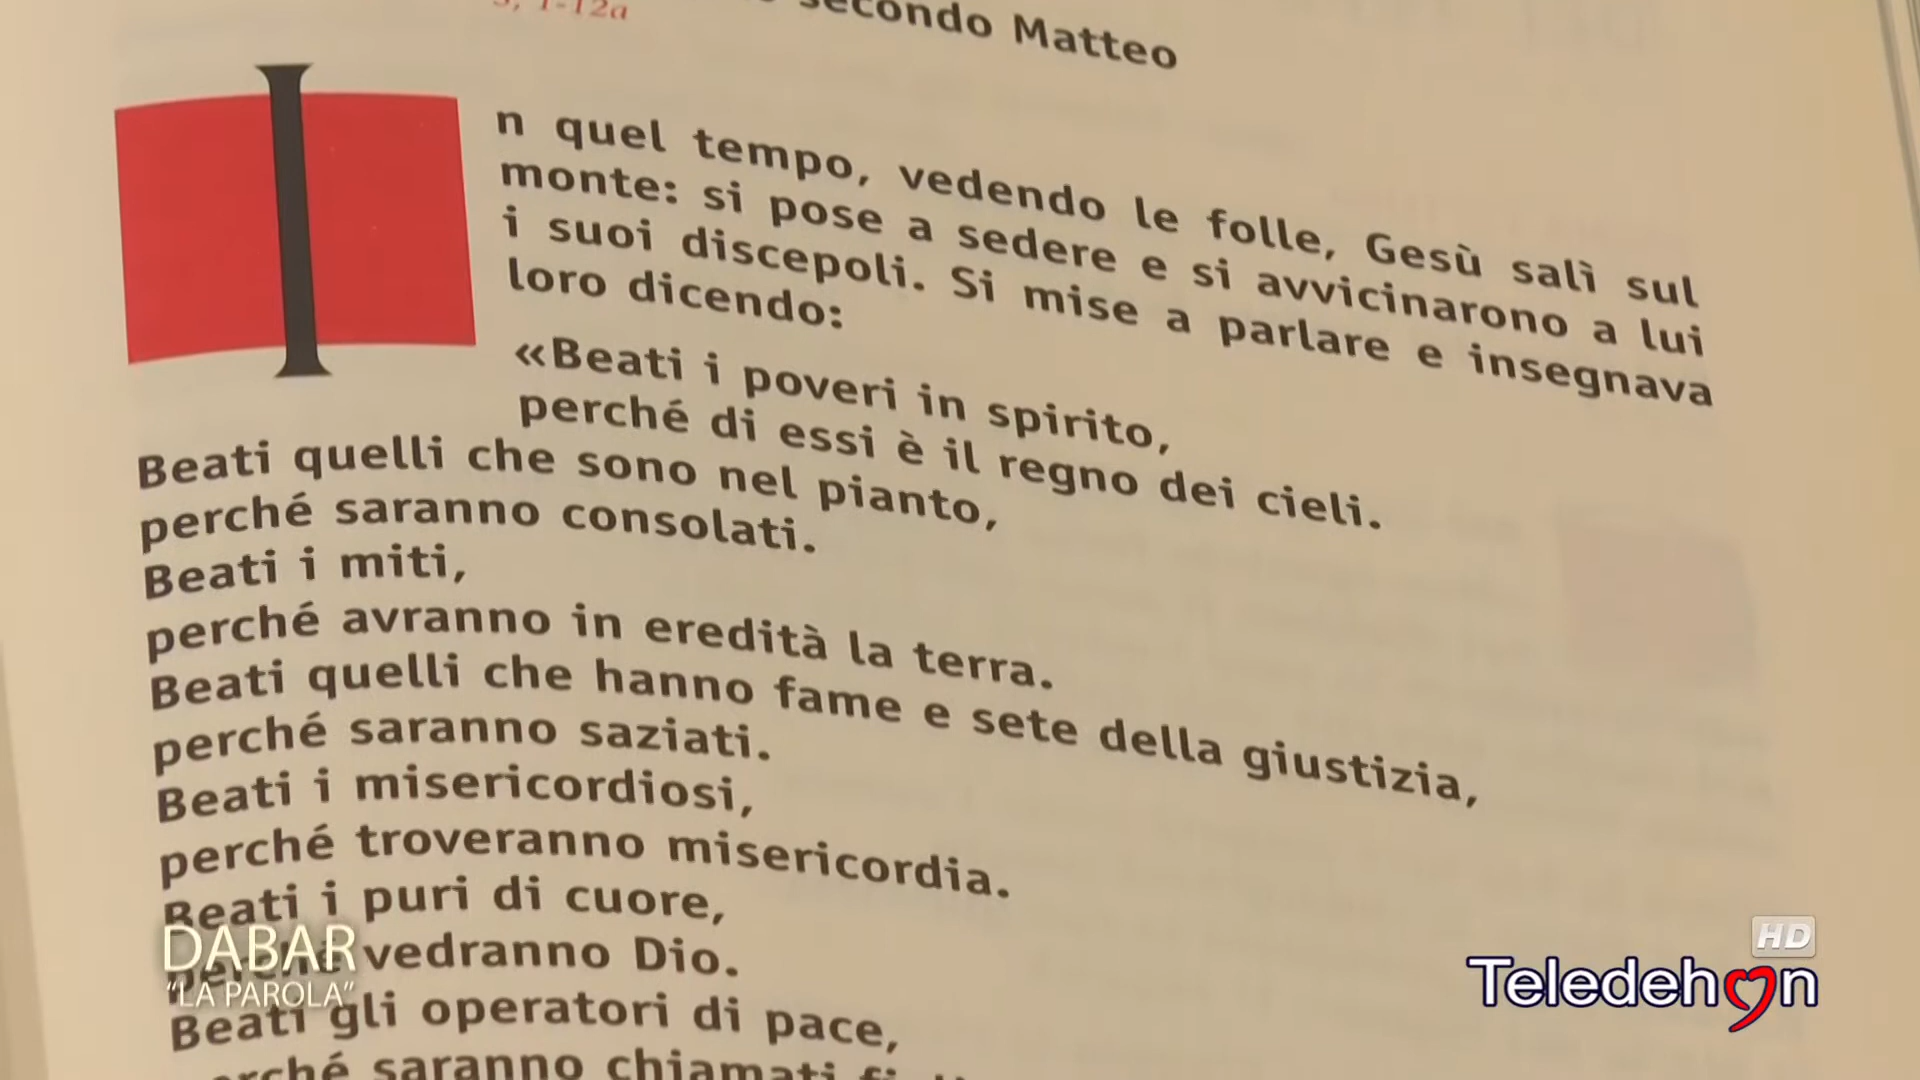 secondo Matteo
1-12a
In quel tempo, vedendo le folle, Gesù salì sul
monte: si pose a sedere e si avvicinarono a lui
i suoi discepoli. Si mise a parlare e insegnava
loro dicendo:
«Beati i poveri in spirito,
perché di essi è il regno dei cieli.
Beati quelli che sono nel pianto,
perché saranno consolati.
Beati i miti,
perché avranno in eredità la terra.
Beati quelli che hanno fame e sete della giustizia,
perché saranno saziati.
Beati i misericordiosi,
perché troveranno misericordia.
Beati i puri di cuore,
perché vedranno Dio.
Beati gli operatori di pace,
perché saranno chiamati
DABAR
"LA PAROLA"
HD
Teledehon